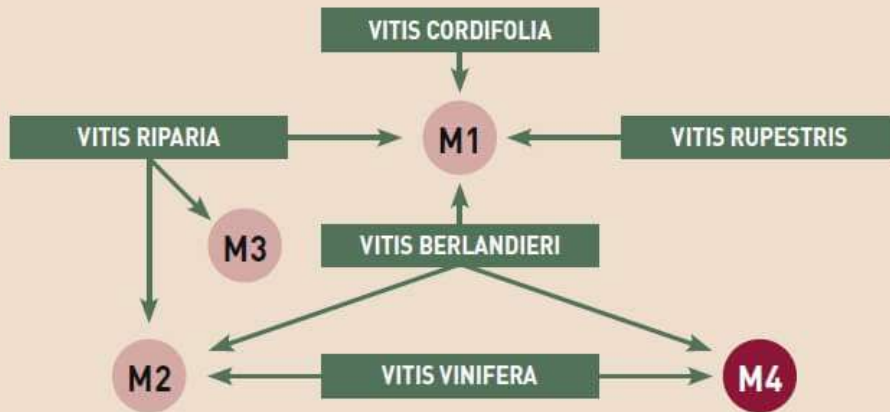 VITIS CORDIFOLIA
VITIS RIPARIA
M1
VITIS RUPESTRIS
M3
VITIS BERLANDIERI
M2
VITIS VINIFERA
M4